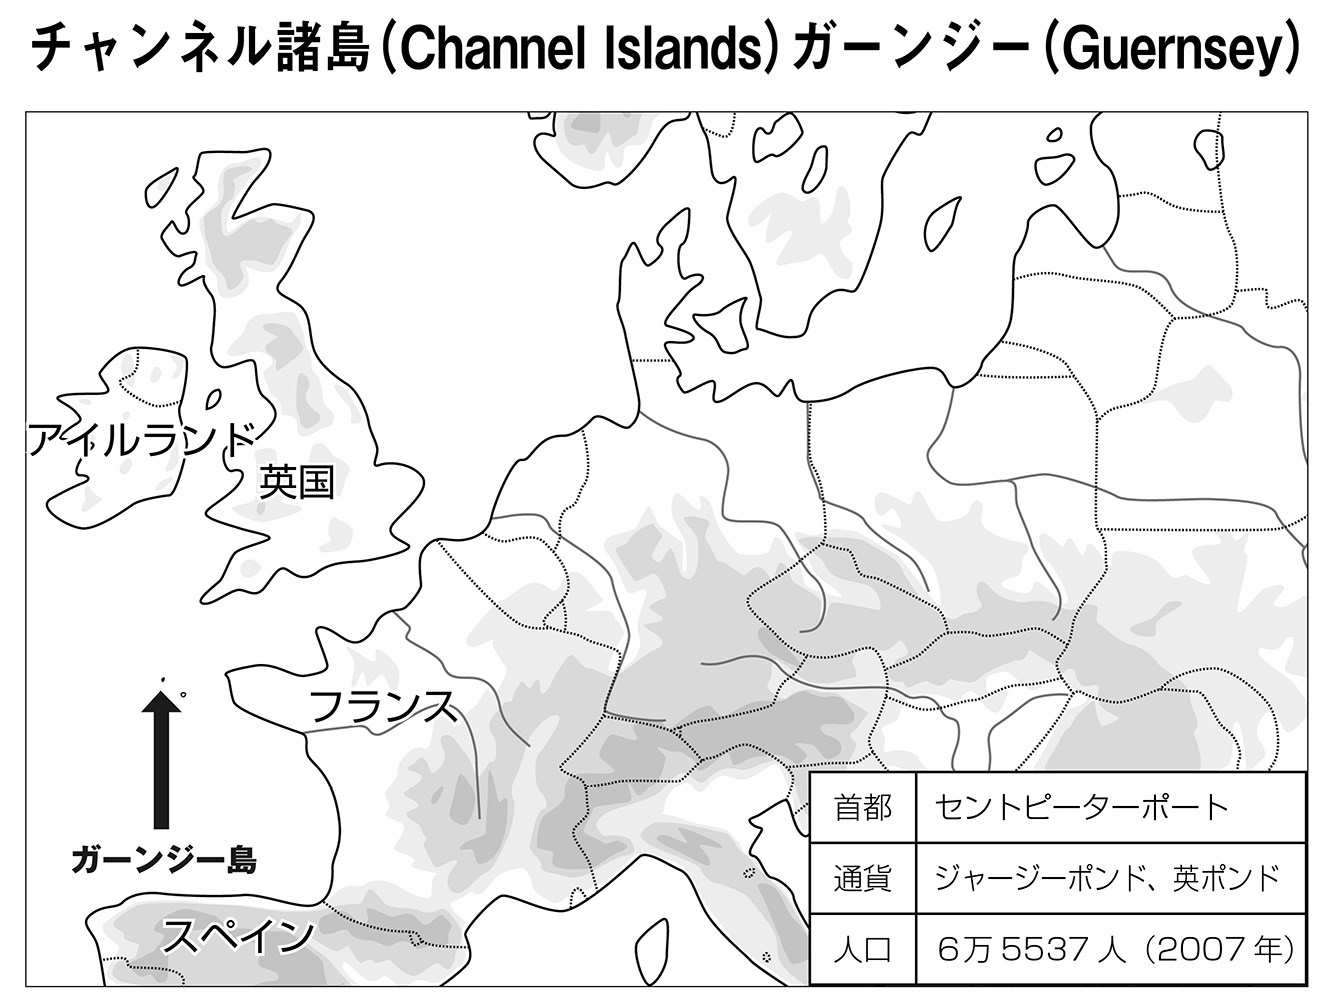 チャンネル諸島(Channel Islands)ガーンジー(Guernsey)
アイルランド
英国
フランス
ガーンジー島
スペイン
首都 セントピーターポート
通貨 ジャージーポンド、英ポンド
人口 6万5537人（2007年）